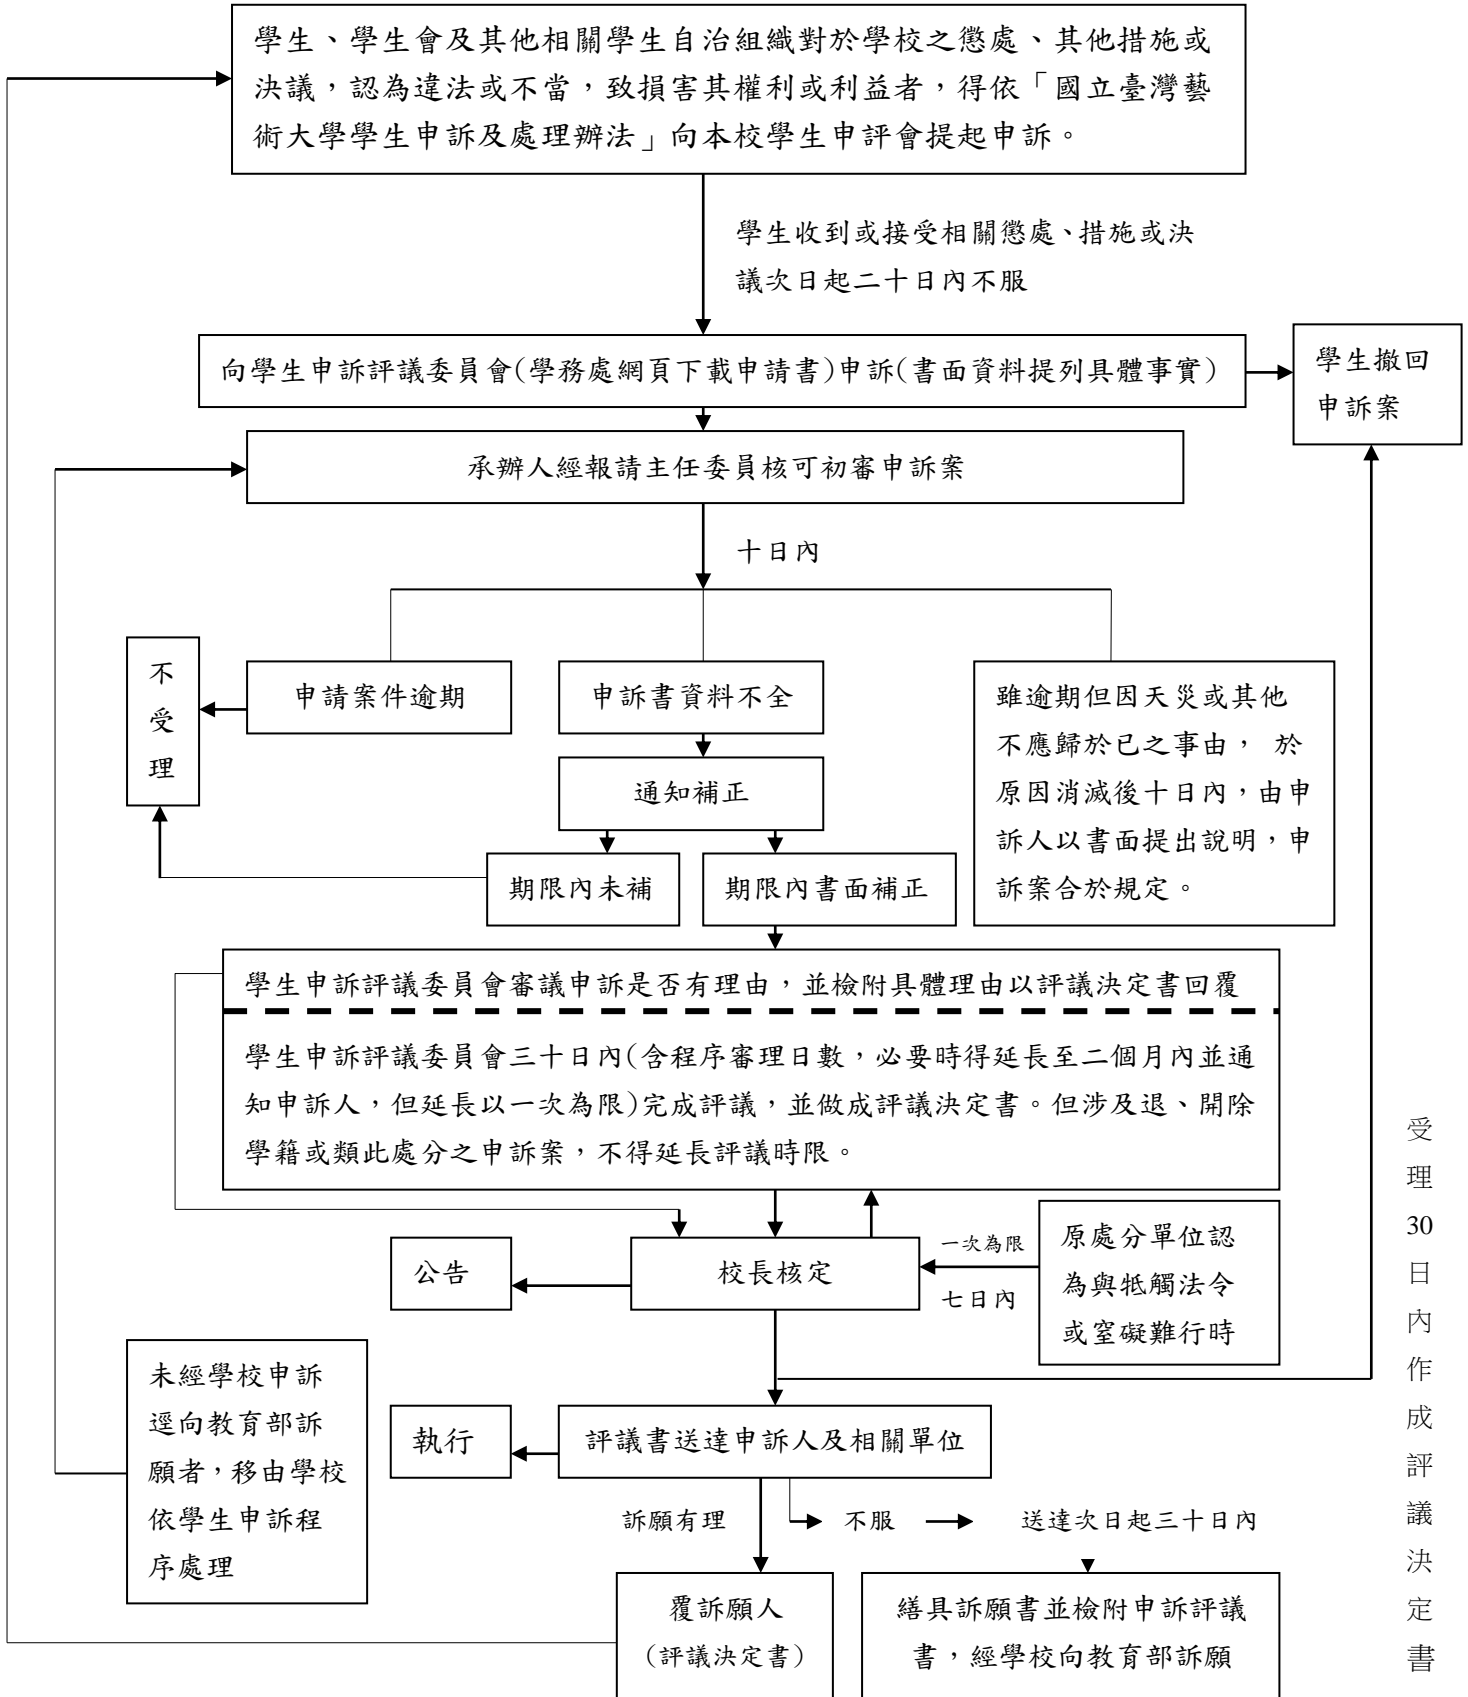 學生、學生會及其他相關學生自治組織對於學校之懲處、其他措施或
決議，認為違法或不當，致損害其權利或利益者，得依「國立臺灣藝
術大學學生申訴及處理辦法」向本校學生申評會提起申訴。
學生收到或接受相關懲處、措施或決
議次日起二十日內不服
向學生申訴評議委員會(學務處網頁下載申請書)申訴(書面資料提列具體事實)
學生撤回
申訴案
承辦人經報請主任委員核可初審申訴案
十日內
不
受
理
申請案件逾期
申訴書資料不全
雖逾期但因天災或其他
不應歸於已之事由， 於
原因消滅後十日內，由申
訴人以書面提出說明，申
訴案合於規定。
通知補正
期限內未補
期限內書面補正
學生申訴評議委員會審議申訴是否有理由，並檢附具體理由以評議決定書回覆
學生申訴評議委員會三十日內(含程序審理日數，必要時得延長至二個月內並通
知申訴人，但延長以一次為限)完成評議，並做成評議決定書。但涉及退、開除
學籍或類此處分之申訴案，不得延長評議時限。
公告
校長核定
一次為限
七日內
原處分單位認
為與牴觸法令
或窒礙難行時
未經學校申訴
逕向教育部訴
願者，移由學校
依學生申訴程
序處理
執行
評議書送達申訴人及相關單位
訴願有理
不服
送達次日起三十日內
覆訴願人
(評議決定書)
繕具訴願書並檢附申訴評議
書，經學校向教育部訴願
受
理
30
日
內
作
成
評
議
決
定
書